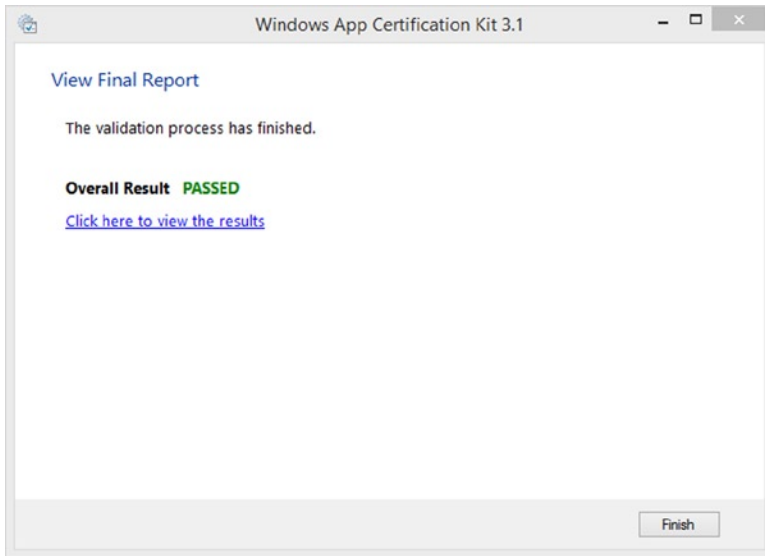 Windows App Certification Kit 3.1
View Final Report
The validation process has finished.
Overall Result PASSED
Click here to view the results
Finish